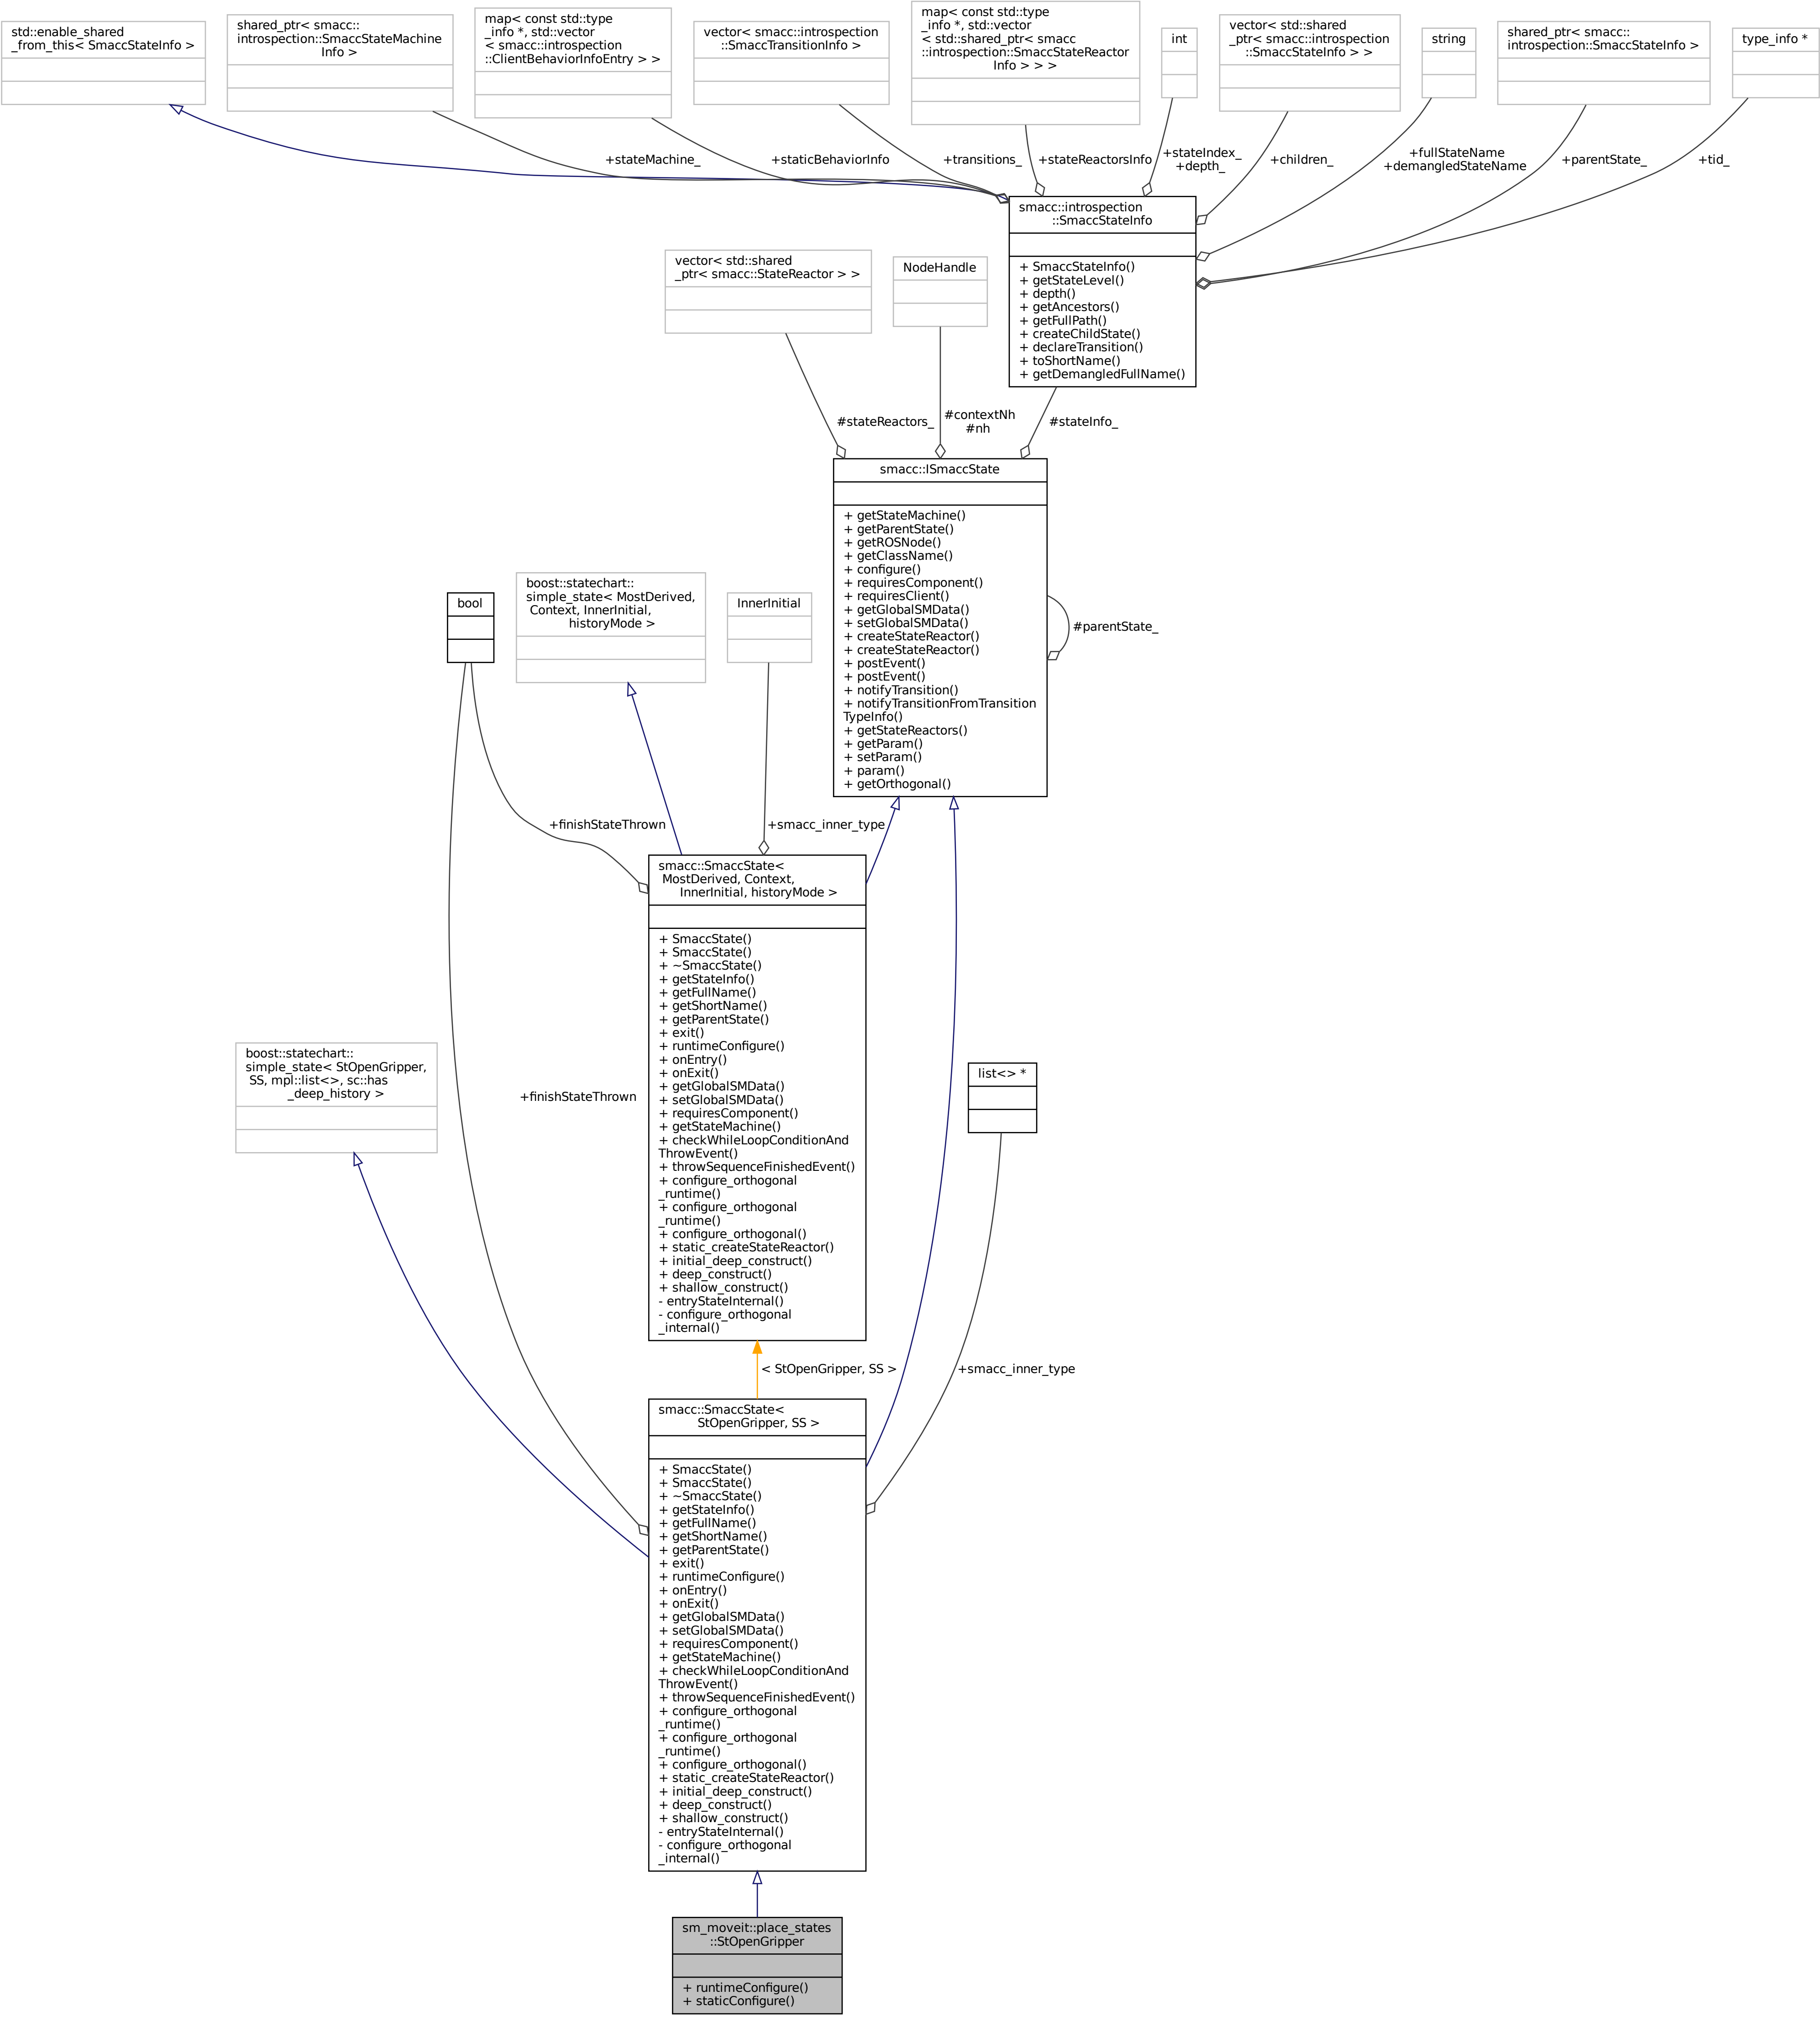 std::enable_shared
_from_this< SmaccStateInfo >
shared_ptr< smacc::
introspection::SmaccStateMachine
Info >
map< const std::type
_info *, std::vector
< smacc::introspection
::ClientBehaviorInfoEntry > >
vector< smacc::introspection
::SmaccTransitionInfo >
map< const std::type
_info *, std::vector
< std::shared_ptr< smacc
::introspection::SmaccStateReactor
Info > > >
int
vector< std::shared
_ptr< smacc::introspection
::SmaccStateInfo > >
string
shared_ptr< smacc::
introspection::SmaccStateInfo >
type_info *
+stateMachine_
+staticBehaviorInfo
+transitions_
+stateReactorsInfo
+stateIndex_
+depth_
+children_
+fullStateName
+demangledStateName
+parentState_
+tid_
smacc::introspection
::SmaccStateInfo
+ SmaccStateInfo()
+ getStateLevel()
+ depth()
+ getAncestors()
+ getFullPath()
+ createChildState()
+ declareTransition()
+ toShortName()
+ getDemangledFullName()
vector< std::shared
_ptr< smacc::StateReactor > >
NodeHandle
#stateReactors_
#contextNh
#nh
#stateInfo_
smacc::ISmaccState
+ getStateMachine()
+ getParentState()
+ getROSNode()
+ getClassName()
+ configure()
+ requiresComponent()
+ requiresClient()
+ getGlobalSMData()
+ setGlobalSMData()
+ createStateReactor()
+ createStateReactor()
+ postEvent()
+ postEvent()
+ notifyTransition()
+ notifyTransitionFromTransition
TypeInfo()
+ getStateReactors()
+ getParam()
+ setParam()
+ param()
+ getOrthogonal()
#parentState_
bool
boost::statechart::
simple_state< MostDerived,
Context, InnerInitial,
historyMode >
InnerInitial
+finishStateThrown
+smacc_inner_type
smacc::SmaccState<
MostDerived, Context,
InnerInitial, historyMode >
+ SmaccState()
+ SmaccState()
+ ~SmaccState()
+ getStateInfo()
+ getFullName()
+ getShortName()
+ getParentState()
+ exit()
+ runtimeConfigure()
+ onEntry()
+ onExit()
+ getGlobalSMData()
+ setGlobalSMData()
+ requiresComponent()
+ getStateMachine()
+ checkWhileLoopConditionAnd
ThrowEvent()
+ throwSequenceFinishedEvent()
+ configure_orthogonal
_runtime()
+ configure_orthogonal
_runtime()
+ configure_orthogonal()
+ static_createStateReactor()
+ initial_deep_construct()
+ deep_construct()
+ shallow_construct()
- entryStateInternal()
- configure_orthogonal
_internal()
boost::statechart::
simple_state< StOpenGripper,
SS, mpl::list<>, sc::has
_deep_history >
+finishStateThrown
list<> *
< StOpenGripper, SS >
+smacc_inner_type
smacc::SmaccState<
StOpenGripper, SS >
+ SmaccState()
+ SmaccState()
+ ~SmaccState()
+ getStateInfo()
+ getFullName()
+ getShortName()
+ getParentState()
+ exit()
+ runtimeConfigure()
+ onEntry()
+ onExit()
+ getGlobalSMData()
+ setGlobalSMData()
+ requiresComponent()
+ getStateMachine()
+ checkWhileLoopConditionAnd
ThrowEvent()
+ throwSequenceFinishedEvent()
+ configure_orthogonal
_runtime()
+ configure_orthogonal
_runtime()
+ configure_orthogonal()
+ static_createStateReactor()
+ initial_deep_construct()
+ deep_construct()
+ shallow_construct()
- entryStateInternal()
- configure_orthogonal
_internal()
sm_moveit::place_states
::StOpenGripper
+ runtimeConfigure()
+ staticConfigure()